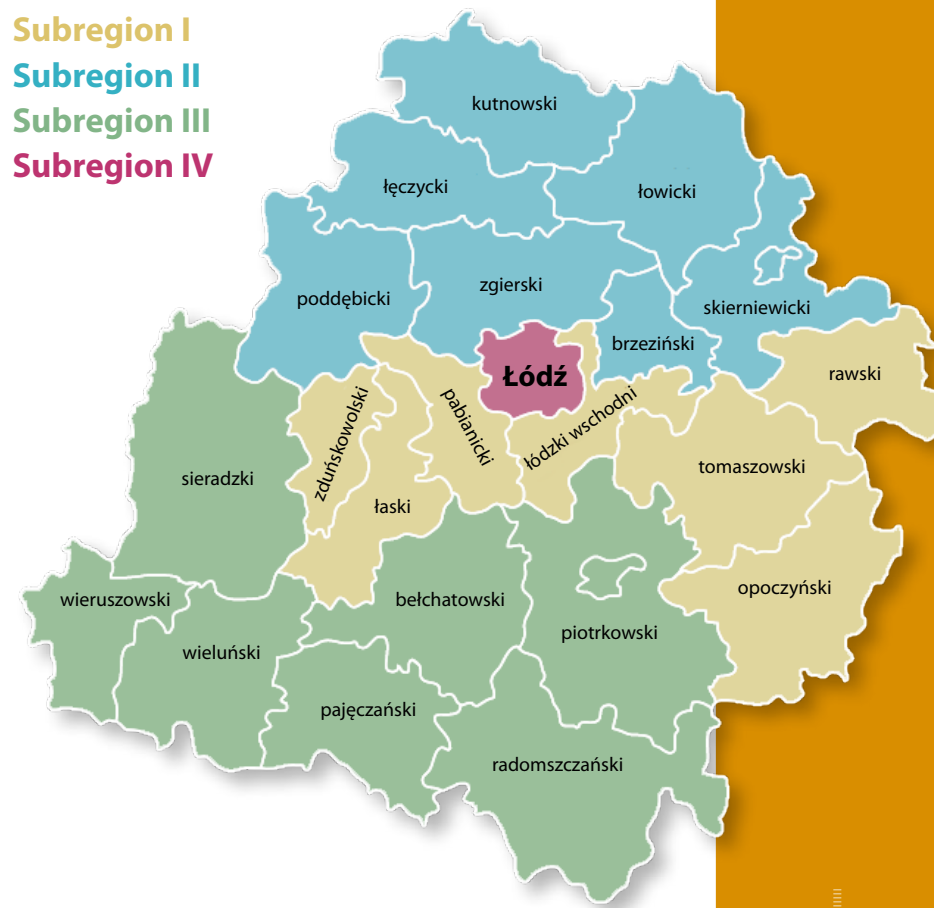 Subregion I
Subregion II
Subregion III
Subregion IV
kutnowski
łęczycki
łowicki
poddębicki
zgierski
skierniewicki
brzeziński
rawski
Łódź
zduńskowolski
pabianicki
łódzki wschodni
tomaszowski
sieradzki
łaski
opoczyński
wieruszowski
bełchatowski
piotrkowski
wieluński
pajęczański
radomszczański